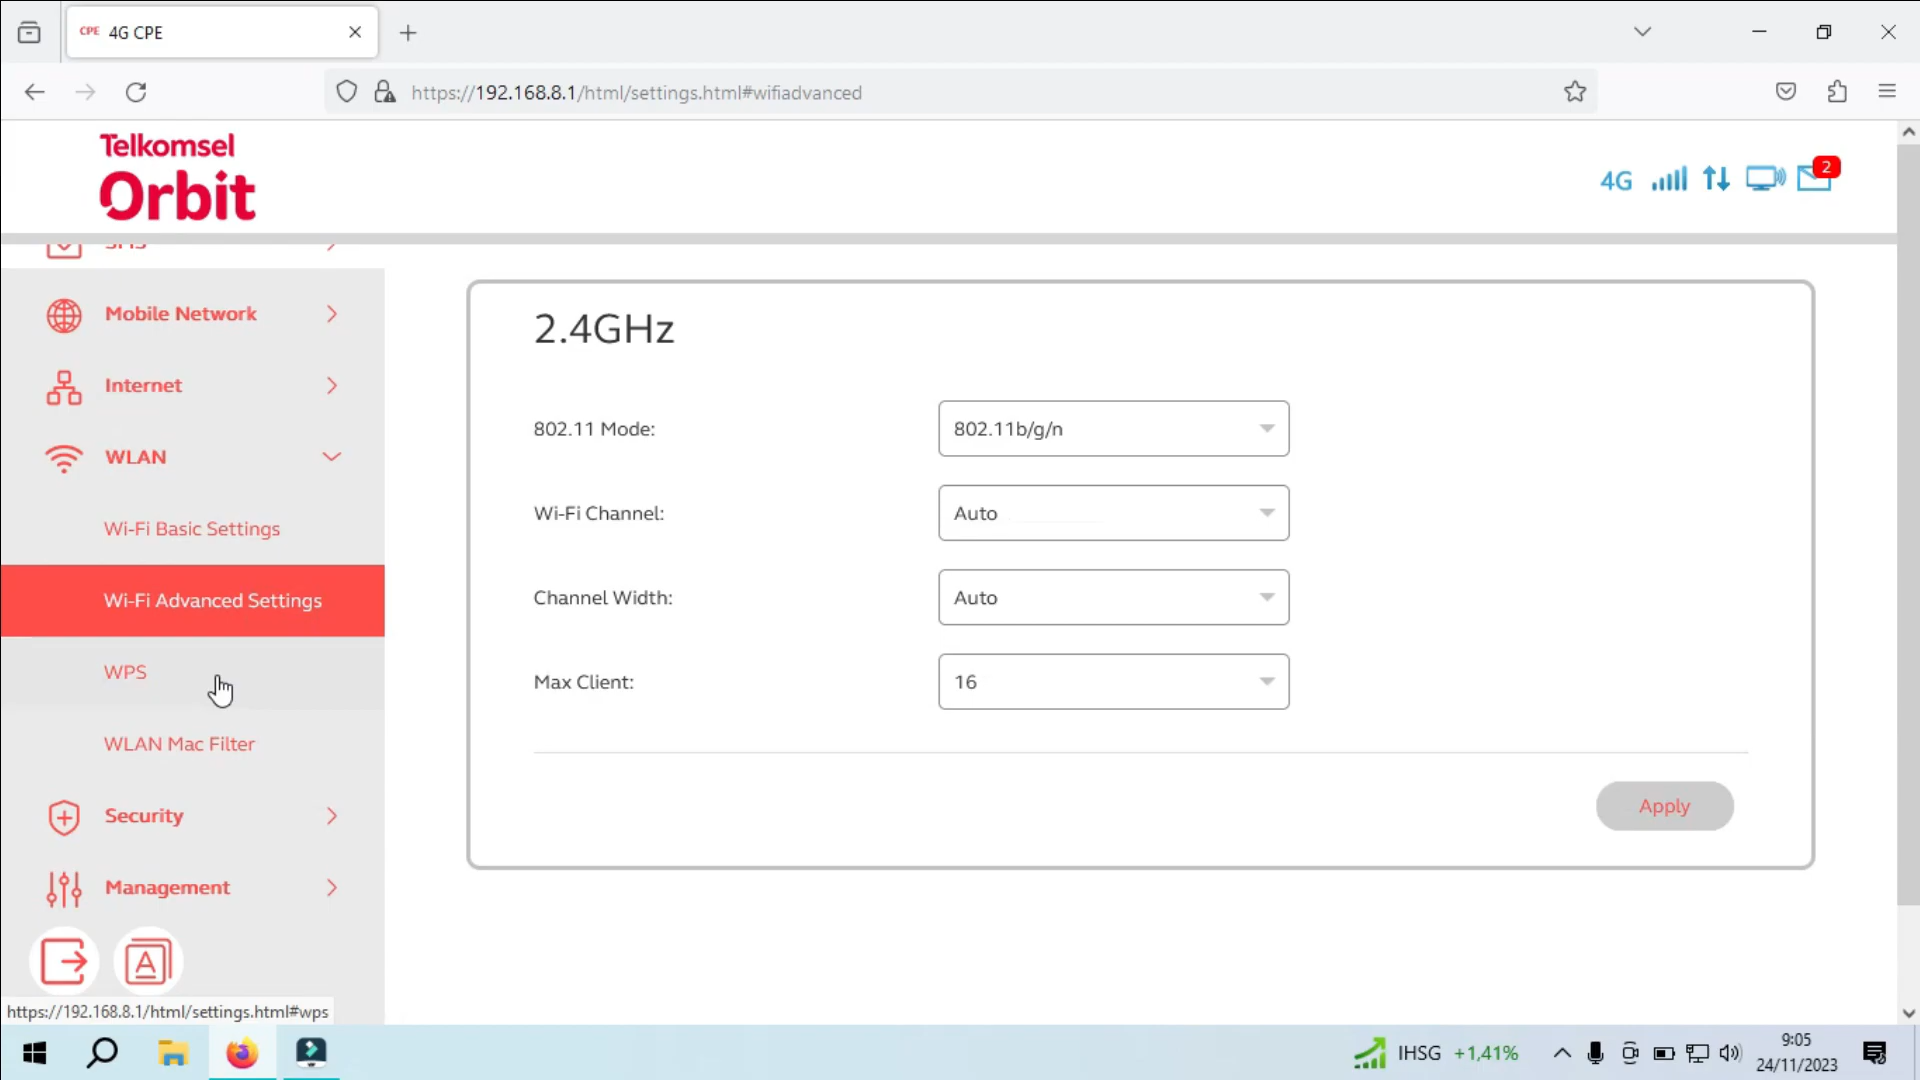 CPE 4G CPE
https://192.168.8.1/html/settings.html#wifiadvanced
Telkomsel
Orbit
4G
2
SMS
Mobile Network
Internet
WLAN
Wi-Fi Basic Settings
Wi-Fi Advanced Settings
WPS
WLAN Mac Filter
Security
Management
A
2.4GHz
802.11 Mode:
802.11b/g/n
Wi-Fi Channel:
Auto
Channel Width:
Auto
Max Client:
16
Apply
https://192.168.8.1/html/settings.html#wps
IHSG +1,41%
9:05
24/11/2023